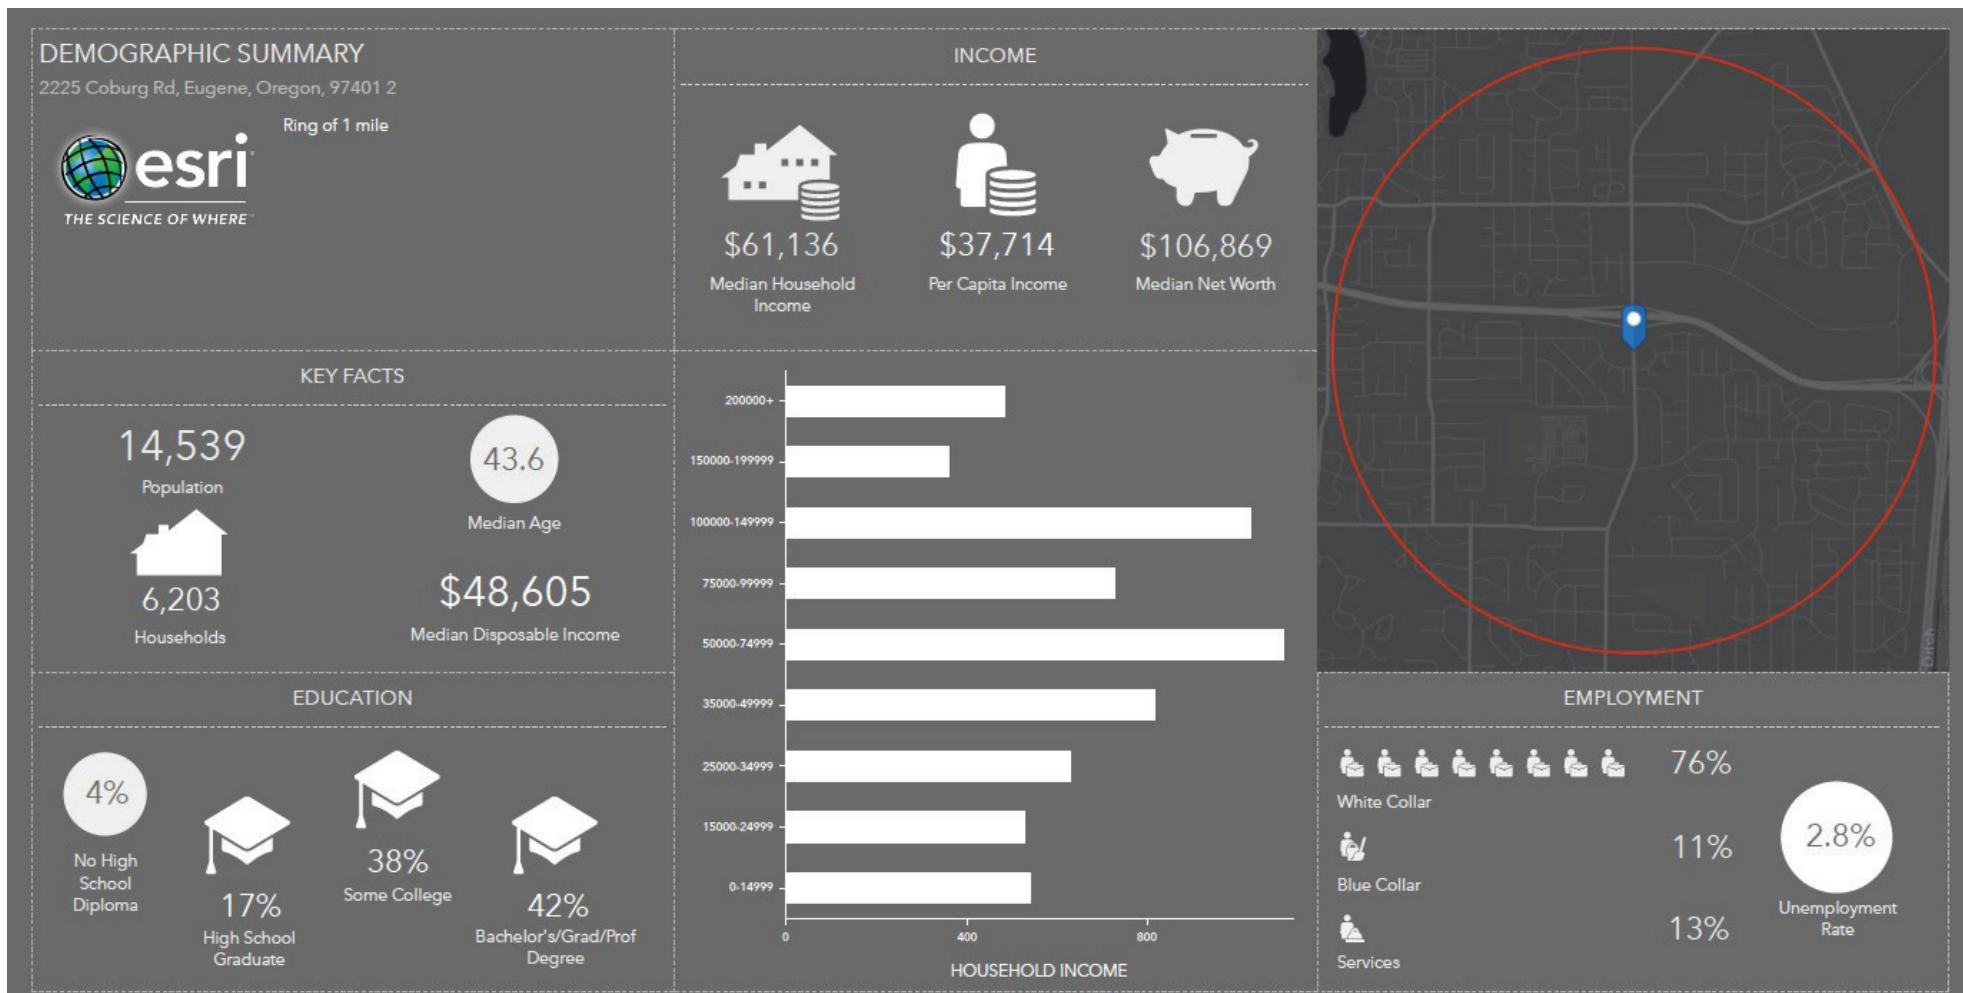 DEMOGRAPHIC SUMMARY
2225 Coburg Rd, Eugene, Oregon, 97401 2
Ring of 1 mile
esri
THE SCIENCE OF WHERE™
INCOME
$61,136
Median Household
Income
$37,714
Per Capita Income
$106,869
Median Net Worth
KEY FACTS
14,539
Population
43.6
Median Age
6,203
Households
$48,605
Median Disposable Income
200000+
150000-199999
100000-149999
75000-99999
50000-74999
35000-49999
25000-34999
15000-24999
0-14999
0
400
800
HOUSEHOLD INCOME
Ditch
EDUCATION
4%
No High
School
Diploma
17%
High School
Graduate
38%
Some College
42%
Bachelor's/Grad/Prof
Degree
EMPLOYMENT
76%
White Collar
11%
Blue Collar
13%
Services
2.8%
Unemployment
Rate